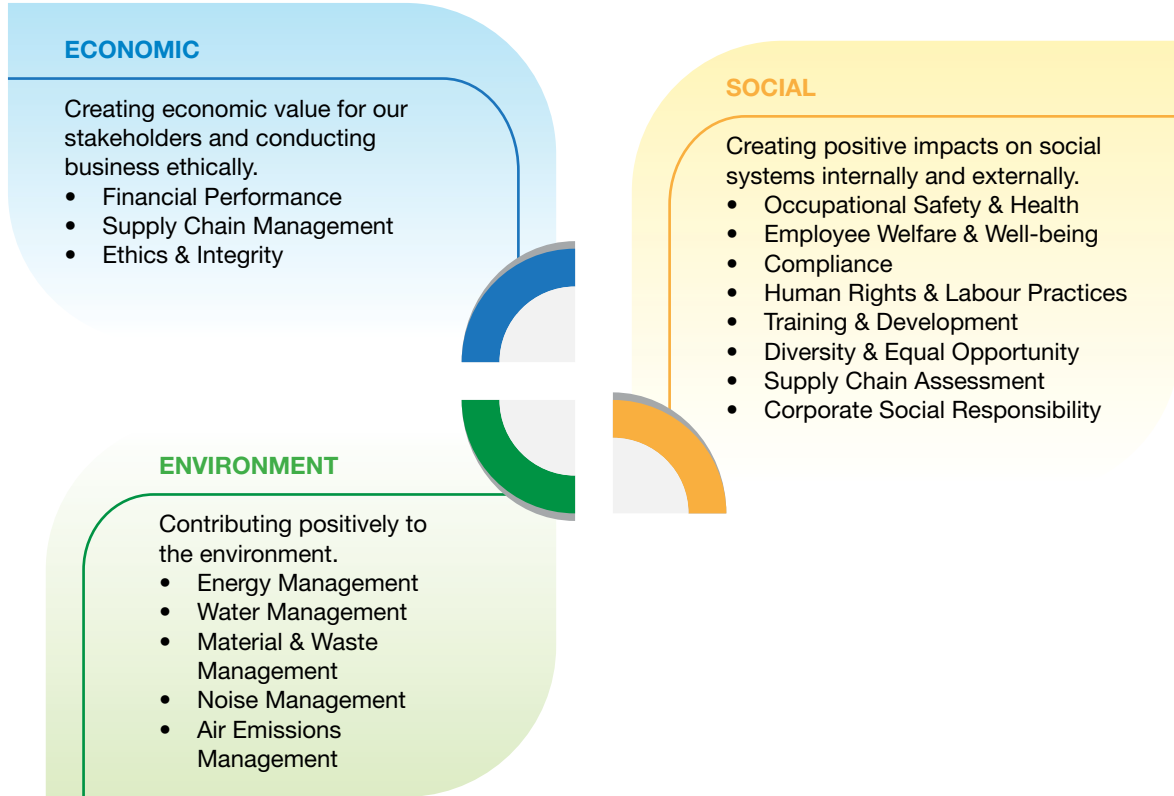 ECONOMIC
Creating economic value for our
stakeholders and conducting
business ethically.
• Financial Performance
• Supply Chain Management
• Ethics & Integrity
SOCIAL
Creating positive impacts on social
systems internally and externally.
• Occupational Safety & Health
• Employee Welfare & Well-being
• Compliance
• Human Rights & Labour Practices
• Training & Development
• Diversity & Equal Opportunity
• Supply Chain Assessment
• Corporate Social Responsibility
ENVIRONMENT
Contributing positively to
the environment.
• Energy Management
• Water Management
• Material & Waste
Management
• Noise Management
• Air Emissions
Management